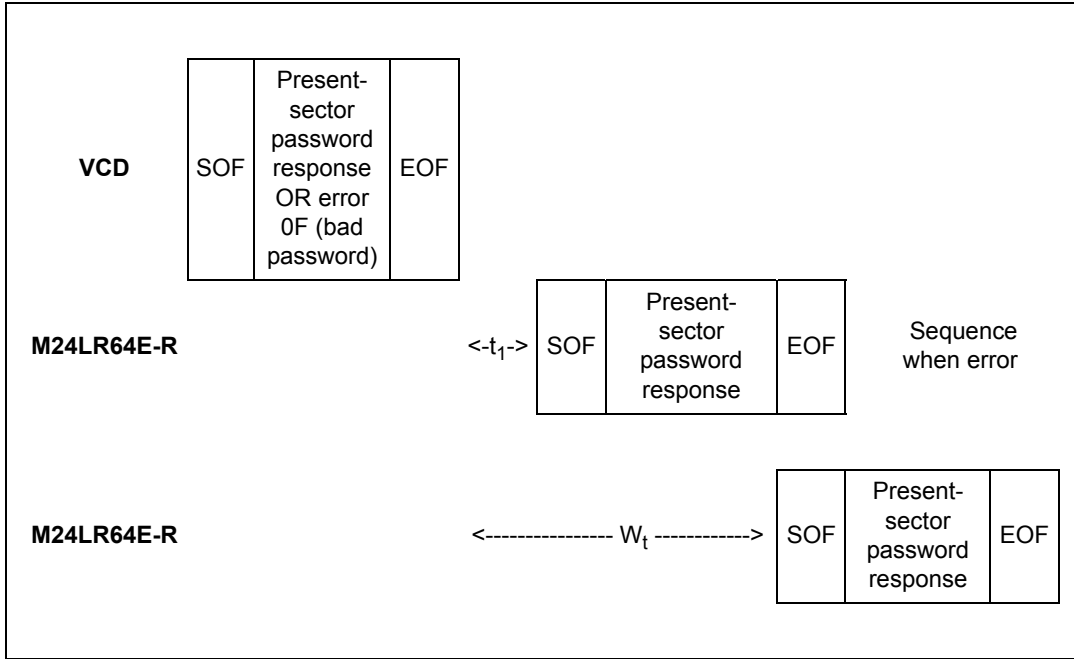 Present-
sector
password
VCD SOF response EOF
OR error
0F (bad
password)
Present-
M24LR64E-R <-t1-> SOF sector EOF Sequence
password when error
response
Present-
M24LR64E-R <---------------- Wt ------------> SOF sector EOF
password
response